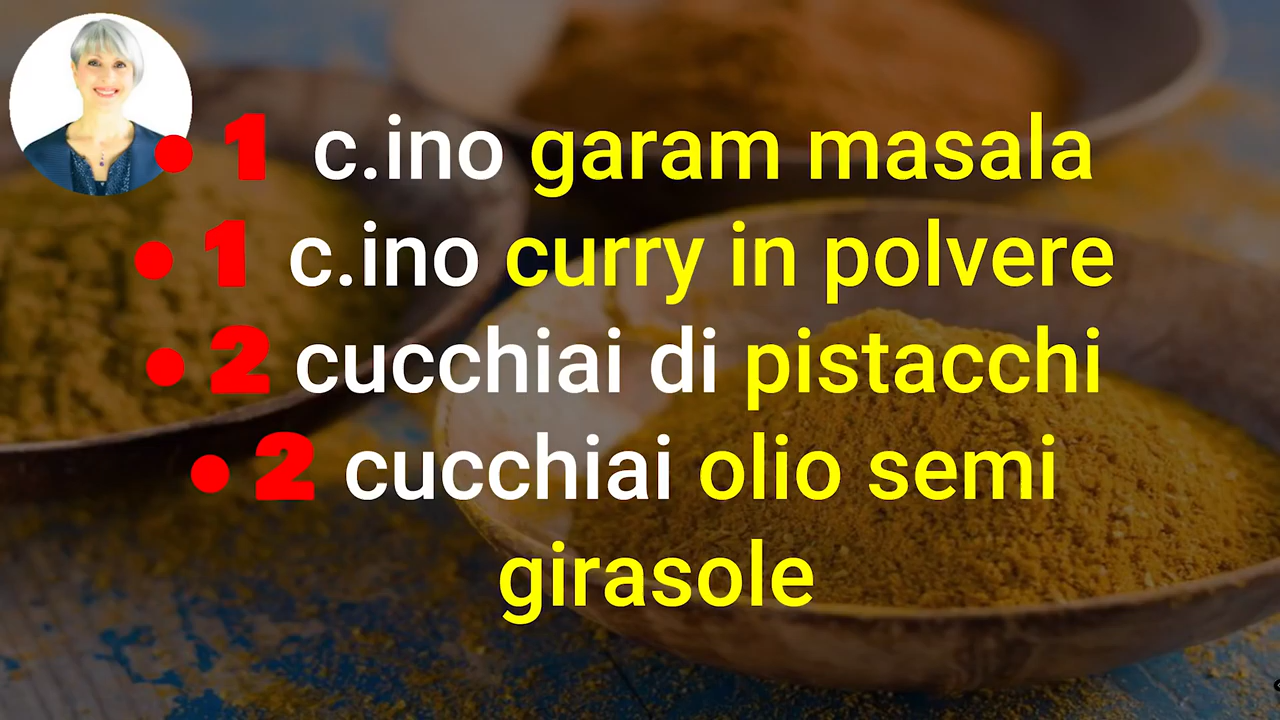 • 1 c.ino garam masala
• 1 c.ino curry in polvere
• 2 cucchiai di pistacchi
• 2 cucchiai olio semi
girasole